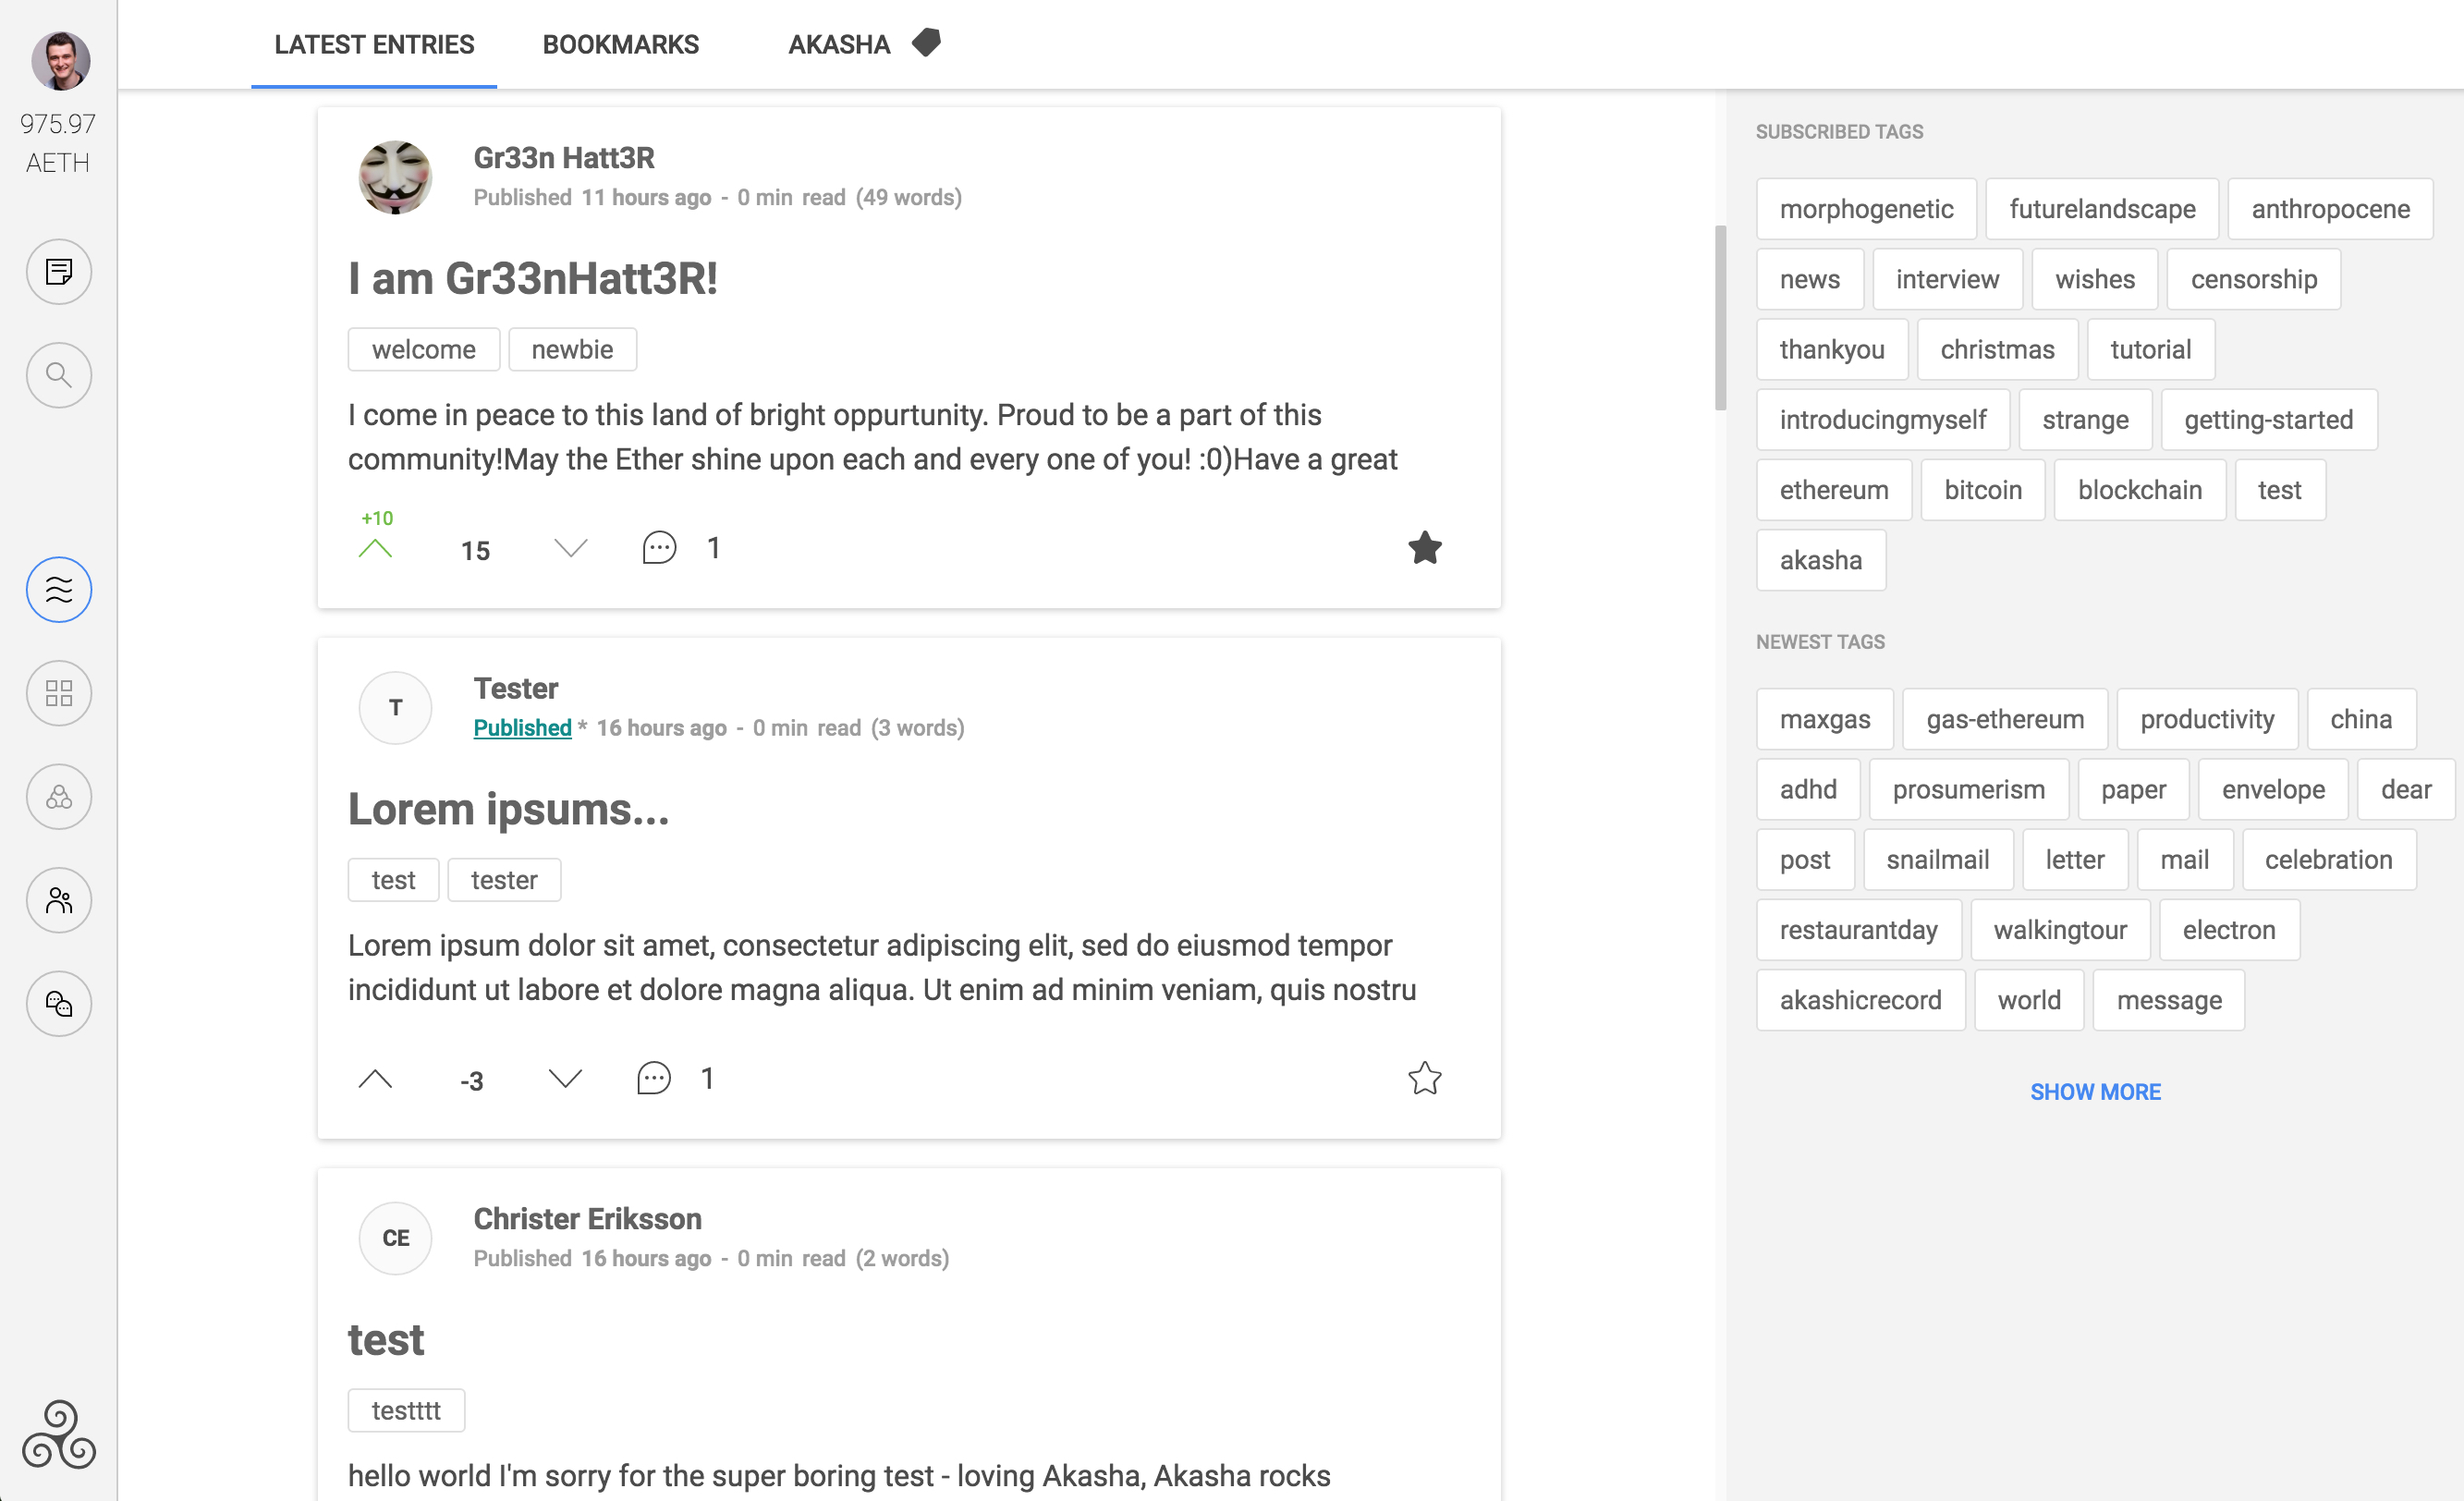 975.97
AETH
LATEST ENTRIES BOOKMARKS AKASHA
Gr33n Hatt3R
Published 11 hours ago - 0 min read (49 words)
I am Gr33nHatt3R!
welcome newbie
I come in peace to this land of bright oppurtunity. Proud to be a part of this
community!May the Ether shine upon each and every one of you! :0)Have a great
+10
15 1
T
Tester
Published * 16 hours ago - 0 min read (3 words)
Lorem ipsums...
test tester
Lorem ipsum dolor sit amet, consectetur adipiscing elit, sed do eiusmod tempor
incididunt ut labore et dolore magna aliqua. Ut enim ad minim veniam, quis nostru
-3 1
CE
Christer Eriksson
Published 16 hours ago - 0 min read (2 words)
test
testttt
hello world I'm sorry for the super boring test - loving Akasha, Akasha rocks
SUBSCRIBED TAGS
morphogenetic futurelandscape anthropocene
news interview wishes censorship
thankyou christmas tutorial
introducingmyself strange getting-started
ethereum bitcoin blockchain test
akasha
NEWEST TAGS
maxgas gas-ethereum productivity china
adhd prosumerism paper envelope dear
post snailmail letter mail celebration
restaurantday walkingtour electron
akashicrecord world message
SHOW MORE